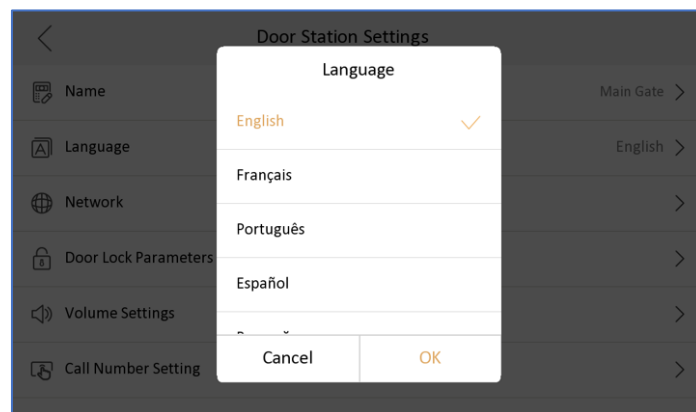 Door Station Settings
Name
Main Gate
Language
English
Network
Door Lock Parameters
Volume Settings
Call Number Setting
Language
English
Français
Português
Español
Cancel
OK